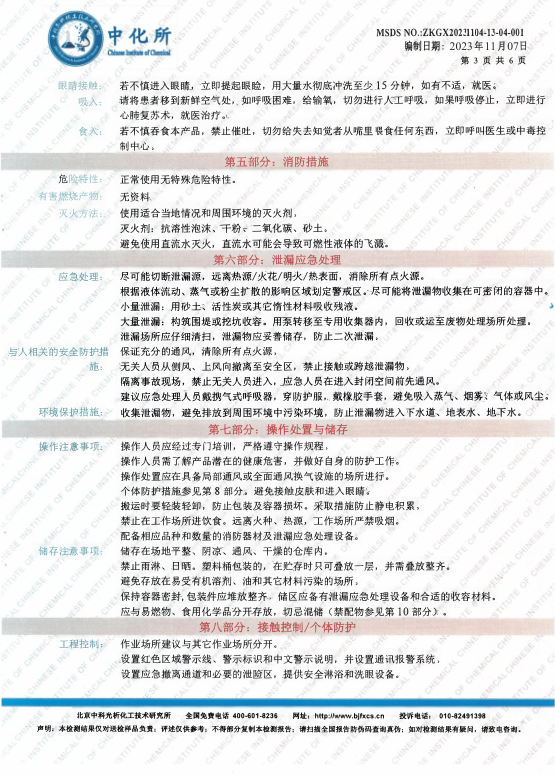 中化所
Chinese Institute of Chemistry
MSDS NO.:ZKGX20231104-13-04-001
编制日期：2023年11月07日
第 3 页 共 6 页
眼睛接触： 若不慎进入眼睛，立即提起眼睑，用大量水彻底冲洗至少 15 分钟，如有不适，就医。
吸入： 请将患者移到新鲜空气处，如呼吸困难，给输氧，切勿进行人工呼吸，如果呼吸停止，立即进行
心肺复苏术，就医治疗。
食入： 若不慎吞食本产品，禁止催吐，切勿给失去知觉者从嘴里喂食任何东西，立即呼叫医生或中毒控
制中心。
第五部分：消防措施
危险特性： 正常使用无特殊危险特性。
有害燃烧产物： 无资料
灭火方法： 使用适合当地情况和周围环境的灭火剂，
灭火剂：抗溶性泡沫、干粉、二氧化碳、砂土。
避免使用直流水灭火，直流水可能会导致可燃性液体的飞溅。
第六部分：泄漏应急处理
应急处理： 尽可能切断泄漏源，远离热源/火花/明火/热表面，消除所有点火源。
根据液体流动、蒸气或粉尘扩散的影响区域划定警戒区。尽可能将泄漏物收集在可密闭的容器中。
小量泄漏：用砂土、活性炭或其它惰性材料吸收残液。
大量泄漏：构筑围堤或挖坑收容。用泵转移至专用收集器内，回收或运至废物处理场所处理。
泄漏场所应仔细清扫，泄漏物应妥善储存，防止二次泄漏，
与人相关的安全防护措 保证充分的通风，清除所有点火源，
施： 无关人员从侧风、上风向撤离至安全区，禁止接触或跨越泄漏物，
隔离事故现场，禁止无关人员进入，应急人员在进入封闭空间前先通风。
建议应急处理人员戴携气式呼吸器，穿防护服，戴橡胶手套，避免吸入蒸气、烟雾、气体或风尘。
环境保护措施： 收集泄漏物，避免排放到周围环境中污染环境，防止泄漏物进入下水道、地表水、地下水。
第七部分：操作处置与储存
操作注意事项： 操作人员应经过专门培训，严格遵守操作规程，
操作人员需了解产品潜在的健康危害，并做好自身的防护工作。
操作处置应在具备局部通风或全面通风换气设施的场所进行。
个体防护措施参见第 8 部分。避免接触皮肤和进入眼睛。
搬运时要轻装轻卸，防止包装及容器损坏。采取措施防止静电积累，
禁止在工作场所进饮食。远离火种、热源，工作场所严禁吸烟。
配备相应品种和数量的消防器材及泄漏应急处理设备。
储存注意事项： 储存在场地平整、阴凉、通风、干燥的仓库内。
禁止雨淋、日晒。塑料桶包装的，在贮存时只可叠放一层，并需叠放整齐。
避免存放在易受有机溶剂、油和其它材料污染的场所，
保持容器密封,包装件应堆放整齐。储区应备有泄漏应急处理设备和合适的收容材料。
应与易燃物、食用化学品分开存放，切忌混储（禁配物参见第 10 部分）。
第八部分：接触控制/个体防护
工程控制： 作业场所建议与其它作业场所分开。
设置红色区域警示线、警示标识和中文警示说明，并设置通讯报警系统，
设置应急撤离通道和必要的泄险区，提供安全淋浴和洗眼设备。
北京中科光析化工技术研究所 全国免费电话 400-601-8236 网址：http://www.bjfxcs.cn 投诉电话： 010-82491398
声明：本检测结果仅对送检样品负责；评述仅供参考；不得部分复制本检测报告；请扫描全国报告防伪码查询真伪；如对检测结果有疑问，请致电咨询。